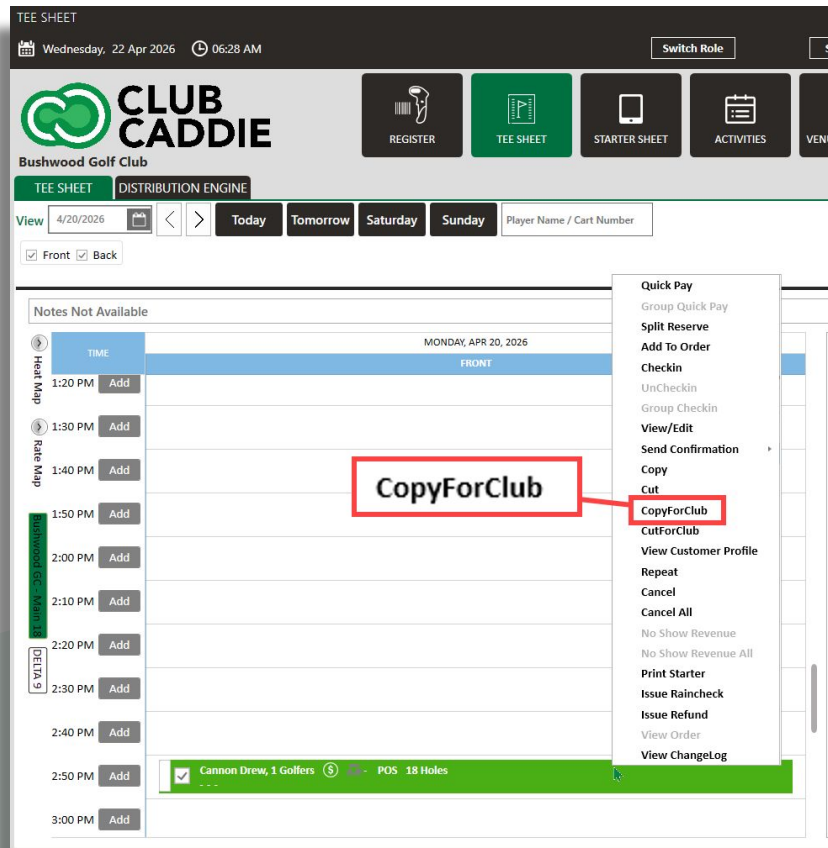 TEE SHEET
Wednesday, 22 Apr 2026 06:28 AM
Switch Role
CLUB
CADDIE
Bushwood Golf Club
REGISTER
TEE SHEET
STARTER SHEET
ACTIVITIES
TEE SHEET DISTRIBUTION ENGINE
View 4/20/2026 Today Tomorrow Saturday Sunday Player Name / Cart Number
Front Back
Notes Not Available
Heat Map
Rate Map
Bushwood GC - Main 18
DELTA 9
TIME
MONDAY, APR 20, 2026
FRONT
1:20 PM Add
1:30 PM Add
1:40 PM Add
1:50 PM Add
2:00 PM Add
2:10 PM Add
2:20 PM Add
2:30 PM Add
2:40 PM Add
2:50 PM Add
Cannon Drew, 1 Golfers $ - POS 18 Holes
- - -
3:00 PM Add
CopyForClub
Quick Pay
Group Quick Pay
Split Reserve
Add To Order
Checkin
UnCheckin
Group Checkin
View/Edit
Send Confirmation
Copy
Cut
CopyForClub
CutForClub
View Customer Profile
Repeat
Cancel
Cancel All
No Show Revenue
No Show Revenue All
Print Starter
Issue Raincheck
Issue Refund
View Order
View ChangeLog